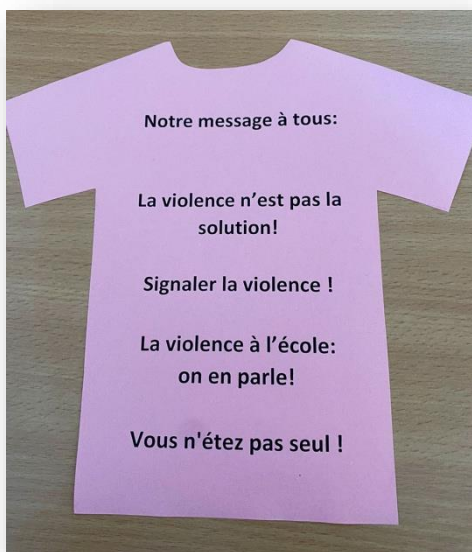 Notre message à tous:
La violence n'est pas la
solution!
Signaler la violence !
La violence à l'école:
on en parle!
Vous n'étez pas seul !